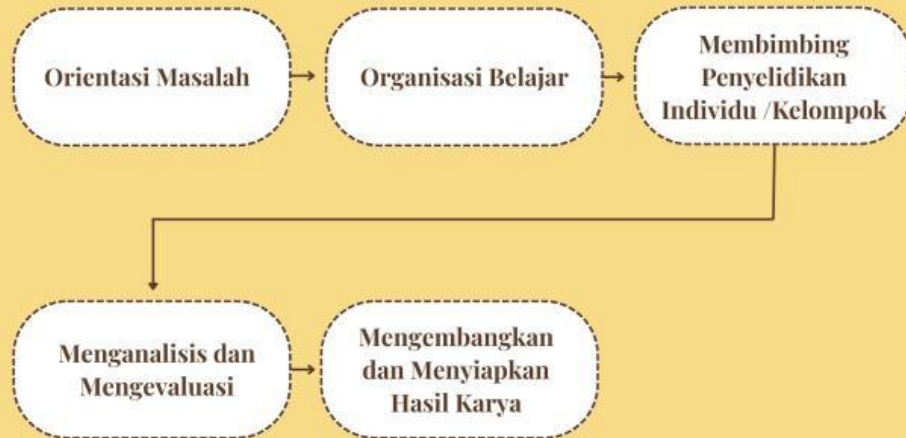 Orientasi Masalah
Organisasi Belajar
Membimbing
Penyelidikan
Individu /Kelompok
Menganalisis dan
Mengevaluasi
Mengembangkan
dan Menyiapkan
Hasil Karya